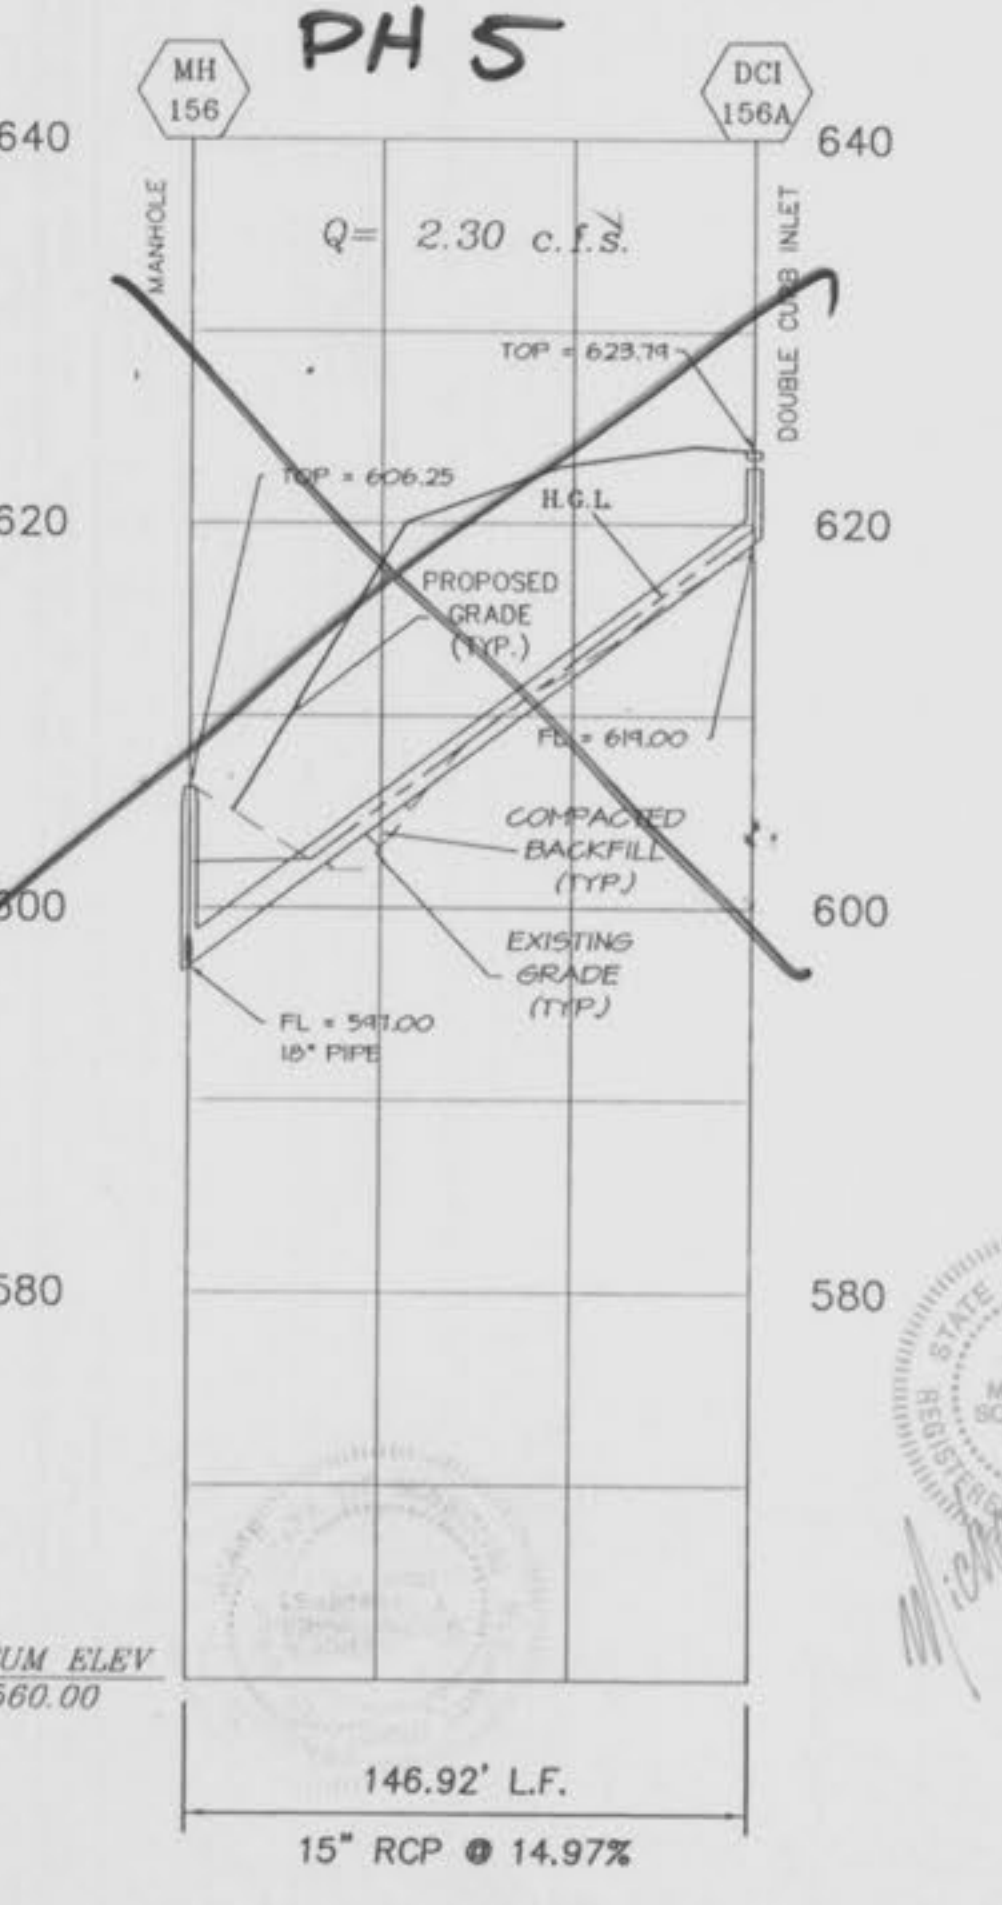 PH 5
MH
156
DCI
156A
640
640
MANHOLE
DOUBLE CURB INLET
Q= 2.30 c.f.s.
TOP = 623.79
TOP = 606.25
H.G.L.
620
620
PROPOSED
GRADE
(TYP.)
FL = 619.00
COMPACTED
BACKFILL
(TYP.)
600
600
EXISTING
GRADE
(TYP.)
FL = 597.00
18" PIPE
580
580
STATE
REGISTERE
UM ELEV
560.00
146.92' L.F.
15" RCP @ 14.97%